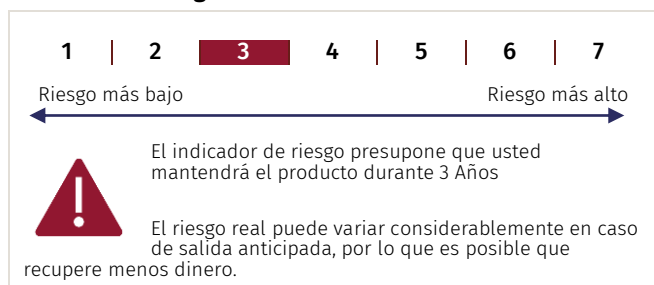 1 2 3 4 5 6 7
Riesgo más bajo Riesgo más alto
El indicador de riesgo presupone que usted
mantendrá el producto durante 3 Años
El riesgo real puede variar considerablemente en caso
de salida anticipada, por lo que es posible que
recupere menos dinero.